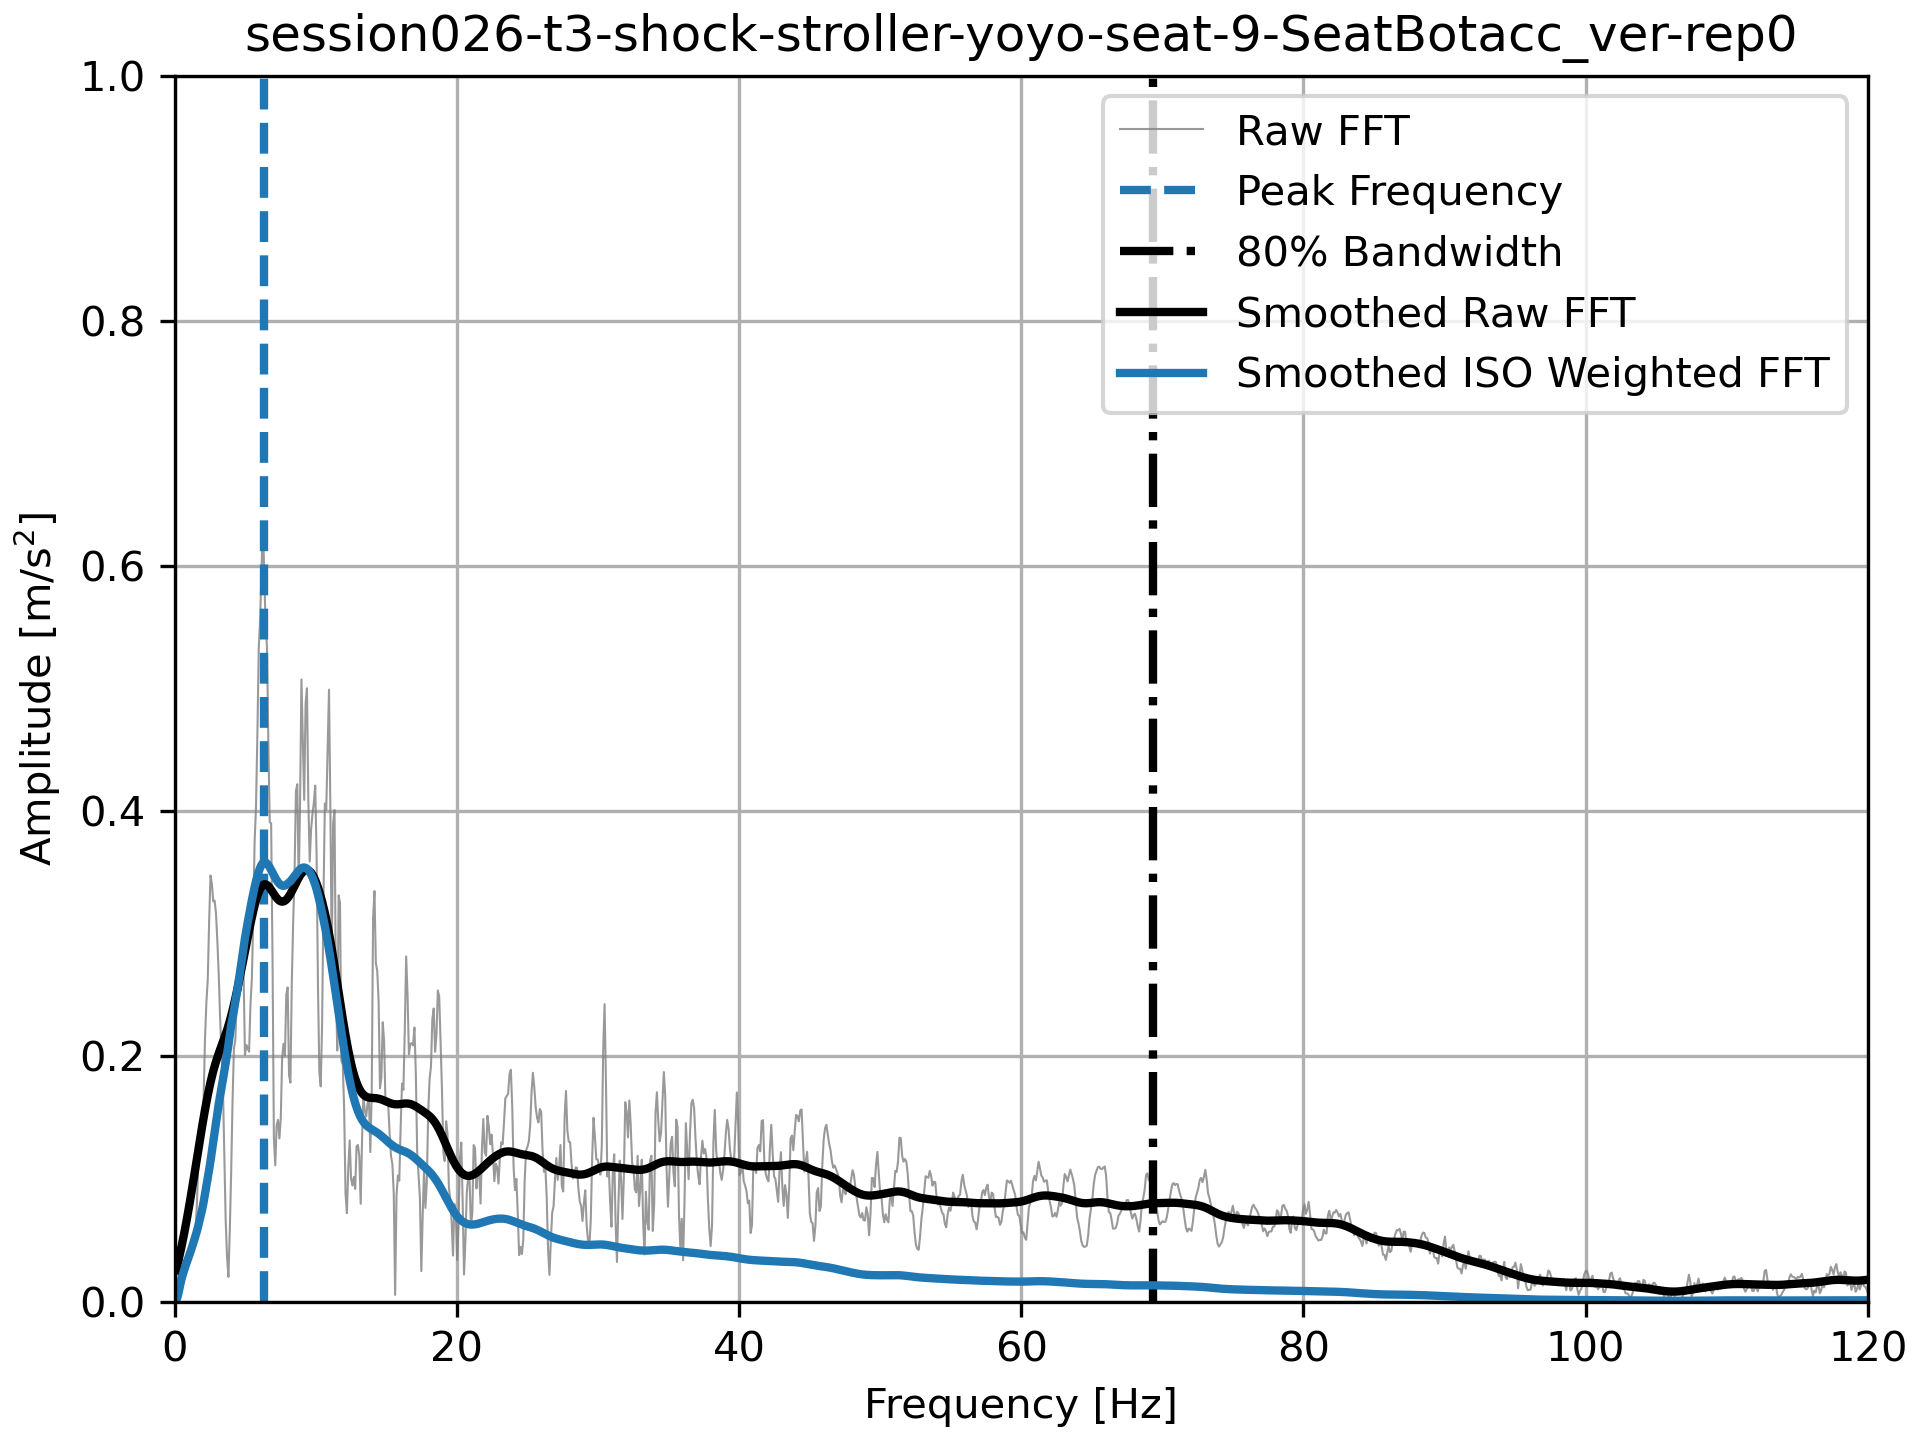 session026-t3-shock-stroller-yoyo-seat-9-SeatBotacc_ver-rep0
1.0
0.8
0.6
0.4
0.2
0.0
Amplitude [m/s²]
Raw FFT
Peak Frequency
80% Bandwidth
Smoothed Raw FFT
Smoothed ISO Weighted FFT
0 20 40 60 80 100 120
Frequency [Hz]